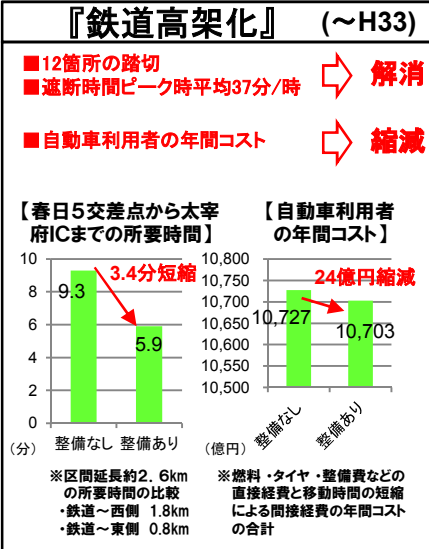 『鉄道高架化』 (～H33)
■12箇所の踏切
■遮断時間ピーク時平均37分/時
解消
■自動車利用者の年間コスト
縮減
【春日5交差点から太宰
府ICまでの所要時間】
10
8
6
4
2
0
(分)
9.3
5.9
3.4分短縮
整備なし 整備あり
※区間延長約2.6km
の所要時間の比較
・鉄道～西側 1.8km
・鉄道～東側 0.8km
【自動車利用者
の年間コスト】
10,800
10,750
10,700
10,650
10,600
10,550
10,500
(億円)
10,727
10,703
24億円縮減
整備なし
整備あり
※燃料・タイヤ・整備費などの
直接経費と移動時間の短縮
による間接経費の年間コスト
の合計